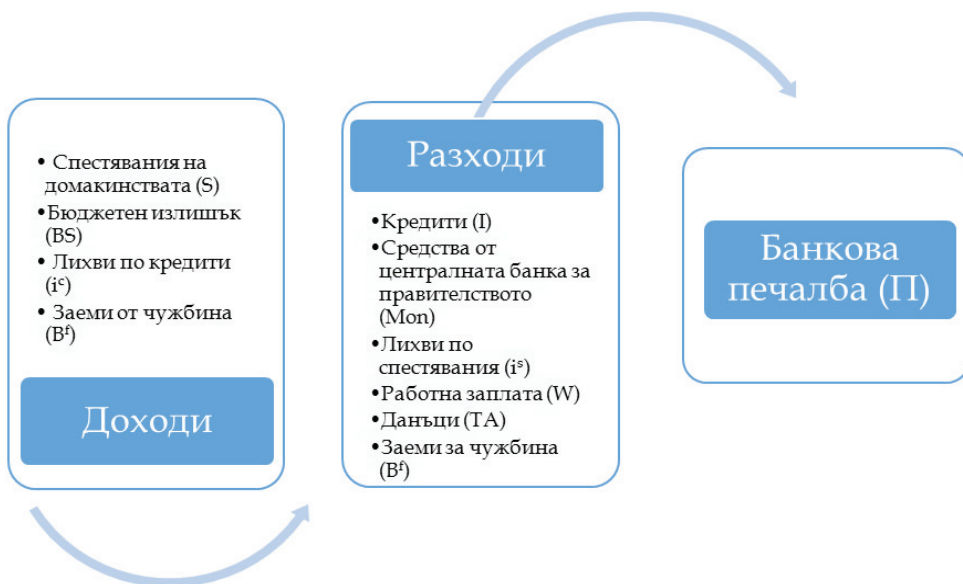 • Спестявания на
домакинствата (S)
•Бюджетен излишък
(BS)
• Лихви по кредити
(iᶜ)
• Заеми от чужбина
(Bᶠ)
Доходи
Разходи
•Кредити (I)
•Средства от
централната банка за
правителството
(Mon)
•Лихви по
спестявания (iˢ)
•Работна заплата (W)
•Данъци (TA)
•Заеми за чужбина
(Bᶠ)
Банкова
печалба (П)